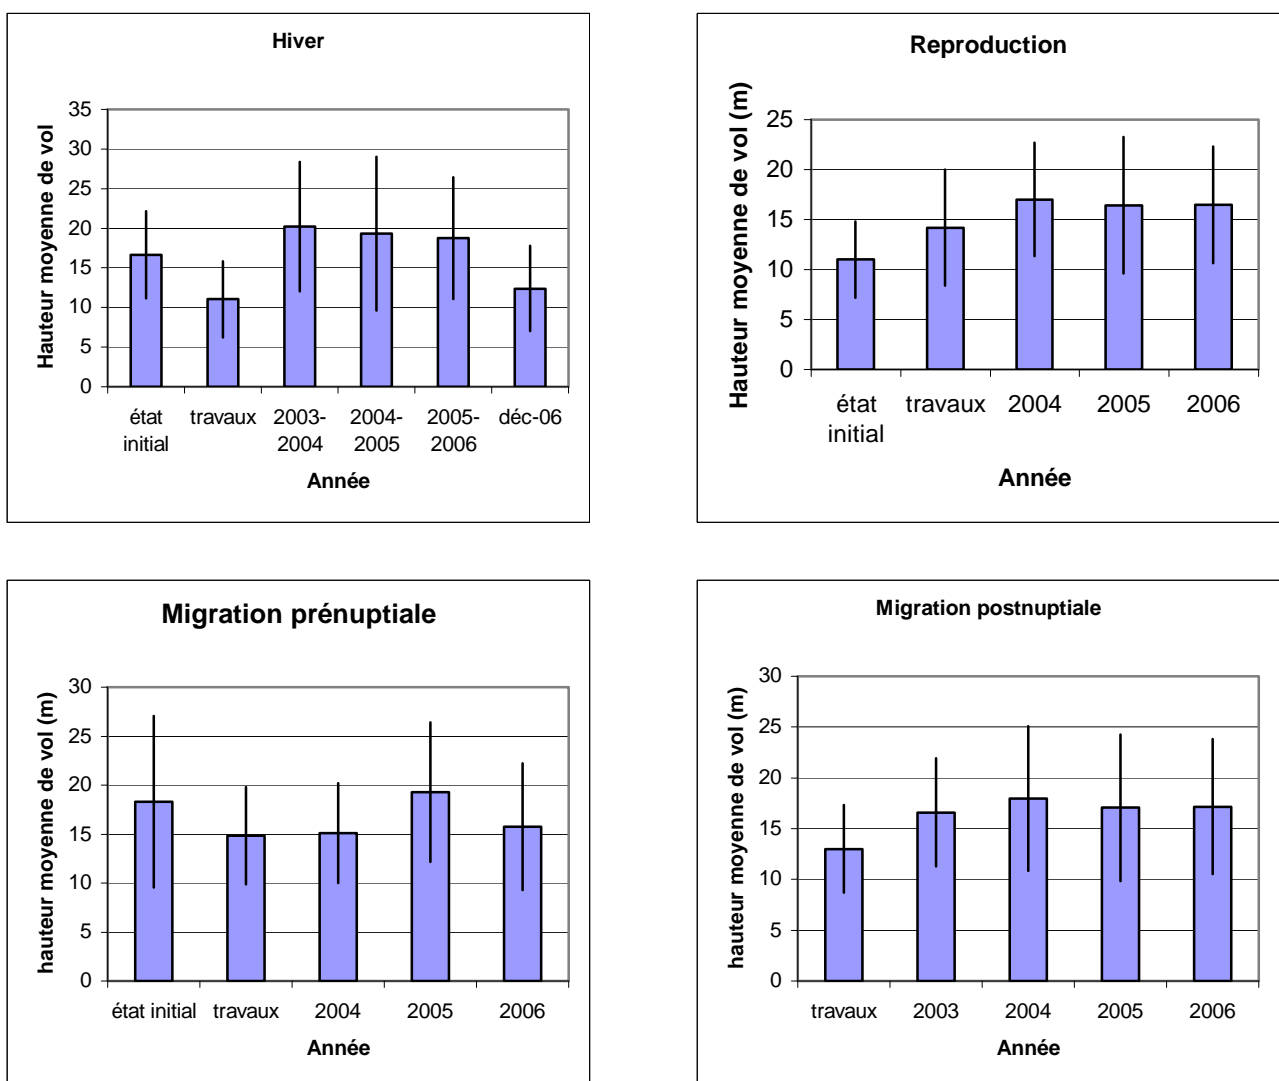 Hiver
Hauteur moyenne de vol
35
30
25
20
15
10
5
0
état initial
travaux
2003-2004
2004-2005
2005-2006
déc-06
Année
Reproduction
Hauteur moyenne de vol (m)
25
20
15
10
5
0
état initial
travaux
2004
2005
2006
Année
Migration prénuptiale
hauteur moyenne de vol (m)
30
25
20
15
10
5
0
état initial
travaux
2004
2005
2006
Année
Migration postnuptiale
hauteur moyenne de vol (m)
30
25
20
15
10
5
0
travaux
2003
2004
2005
2006
Année